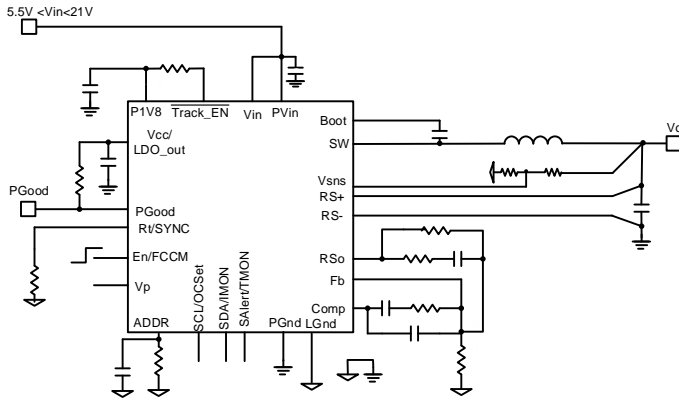 5.5V <Vin<21V
P1V8
Track_EN
Vin
PVin
Boot
Vcc/
LDO_out
SW
Vsns
RS+
RS-
PGood
PGood
Rt/SYNC
En/FCCM
Vp
RSo
Fb
Comp
ADDR
SCL/OCSet
SDA/IMON
SAlert/TMON
PGnd
LGnd